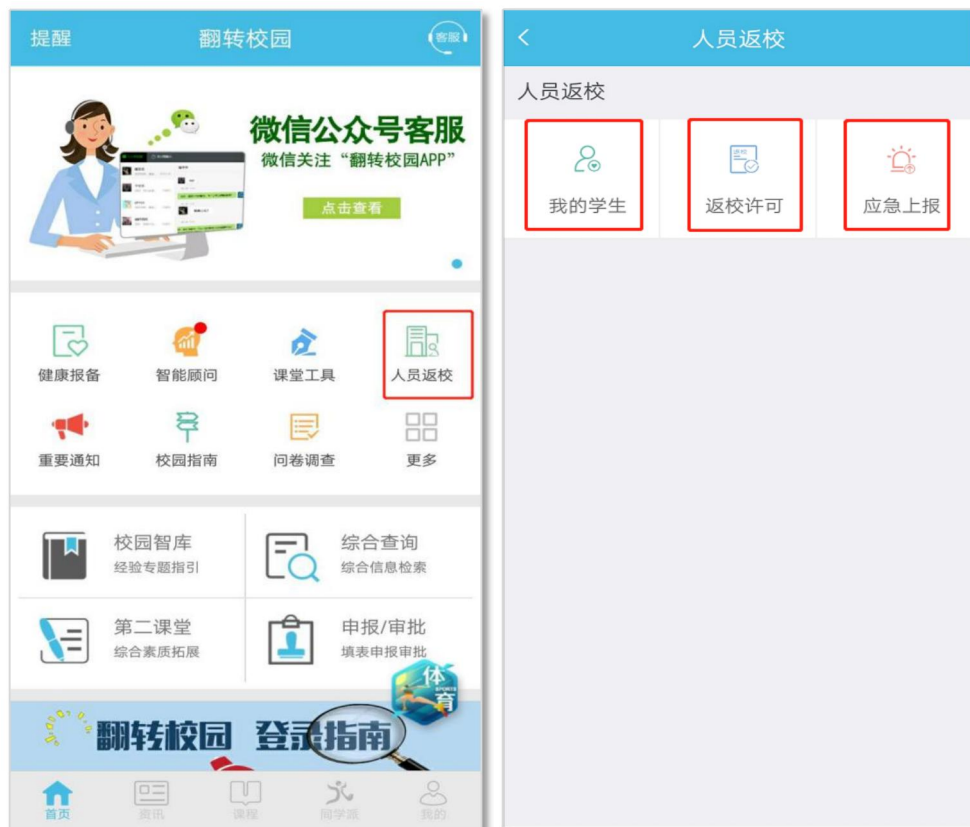 提醒
翻转校园
客服
微信公众号客服
微信关注“翻转校园APP”
点击查看
健康报备
智能顾问
课堂工具
人员返校
重要通知
校园指南
问卷调查
更多
校园智库
经验专题指引
综合查询
综合信息检索
第二课堂
综合素质拓展
申报/审批
填表申报审批
体育
SPORTS
翻转校园 登录指南
首页
资讯
课程
同学派
我的
人员返校
人员返校
返校
我的学生
返校许可
应急上报